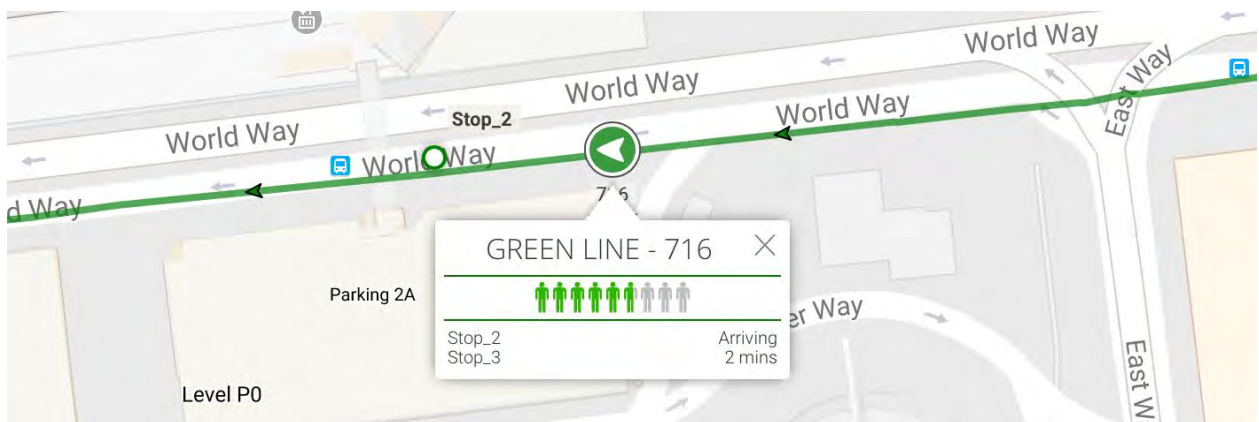 World Way
East Way
World Way
World Way
Stop_2
World Way
World Way
d Way
716
GREEN LINE - 716
Stop_2 Arriving
Stop_3 2 mins
Parking 2A
er Way
East W
Level P0